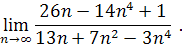 lim n→∞ (26n − 14n⁴ + 1) / (13n + 7n² − 3n⁴) .